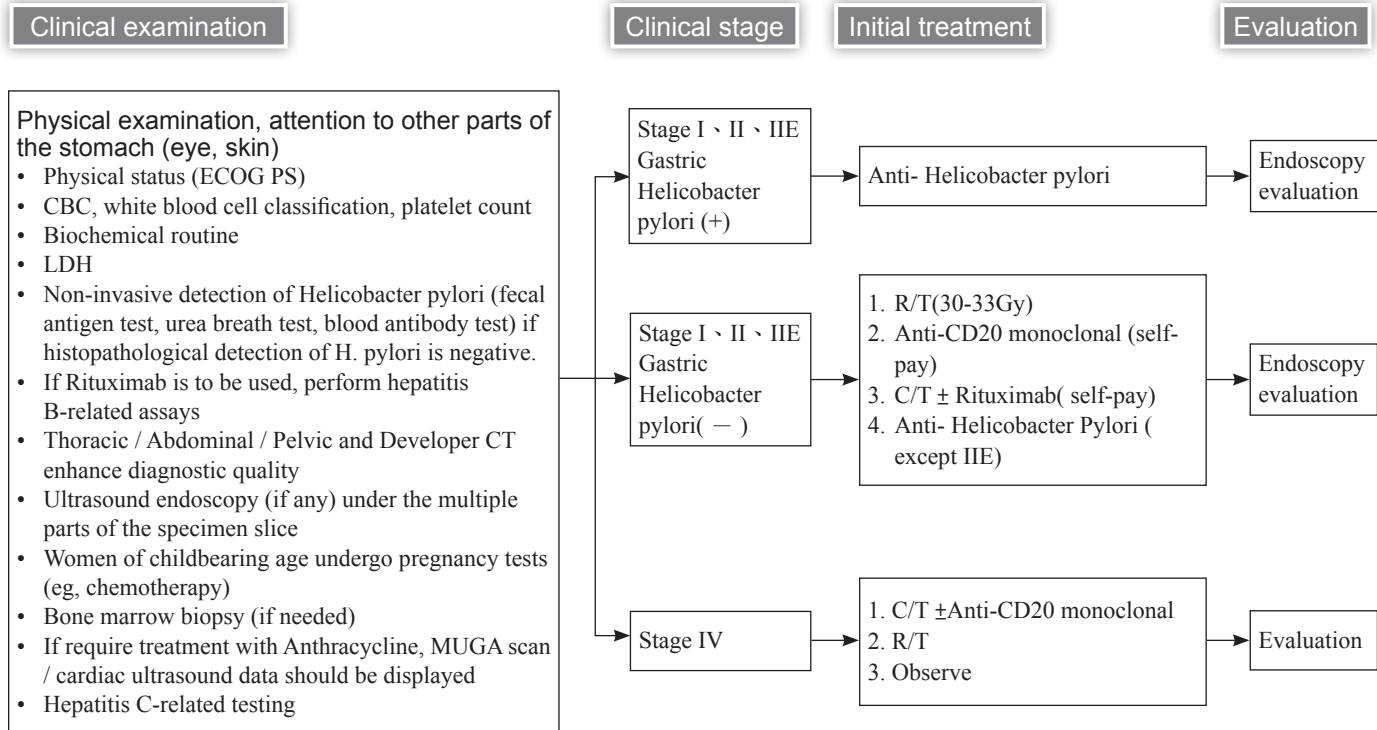 Clinical examination
Clinical stage
Initial treatment
Evaluation
Physical examination, attention to other parts of
the stomach (eye, skin)
• Physical status (ECOG PS)
• CBC, white blood cell classification, platelet count
• Biochemical routine
• LDH
• Non-invasive detection of Helicobacter pylori (fecal
antigen test, urea breath test, blood antibody test) if
histopathological detection of H. pylori is negative.
• If Rituximab is to be used, perform hepatitis
B-related assays
• Thoracic / Abdominal / Pelvic and Developer CT
enhance diagnostic quality
• Ultrasound endoscopy (if any) under the multiple
parts of the specimen slice
• Women of childbearing age undergo pregnancy tests
(eg, chemotherapy)
• Bone marrow biopsy (if needed)
• If require treatment with Anthracycline, MUGA scan
/ cardiac ultrasound data should be displayed
• Hepatitis C-related testing
Stage I、II、IIE
Gastric
Helicobacter
pylori (+)
Anti- Helicobacter pylori
Endoscopy
evaluation
Stage I、II、IIE
Gastric
Helicobacter
pylori( − )
1. R/T(30-33Gy)
2. Anti-CD20 monoclonal (self-
pay)
3. C/T ± Rituximab( self-pay)
4. Anti- Helicobacter Pylori (
except IIE)
Endoscopy
evaluation
Stage IV
1. C/T ±Anti-CD20 monoclonal
2. R/T
3. Observe
Evaluation